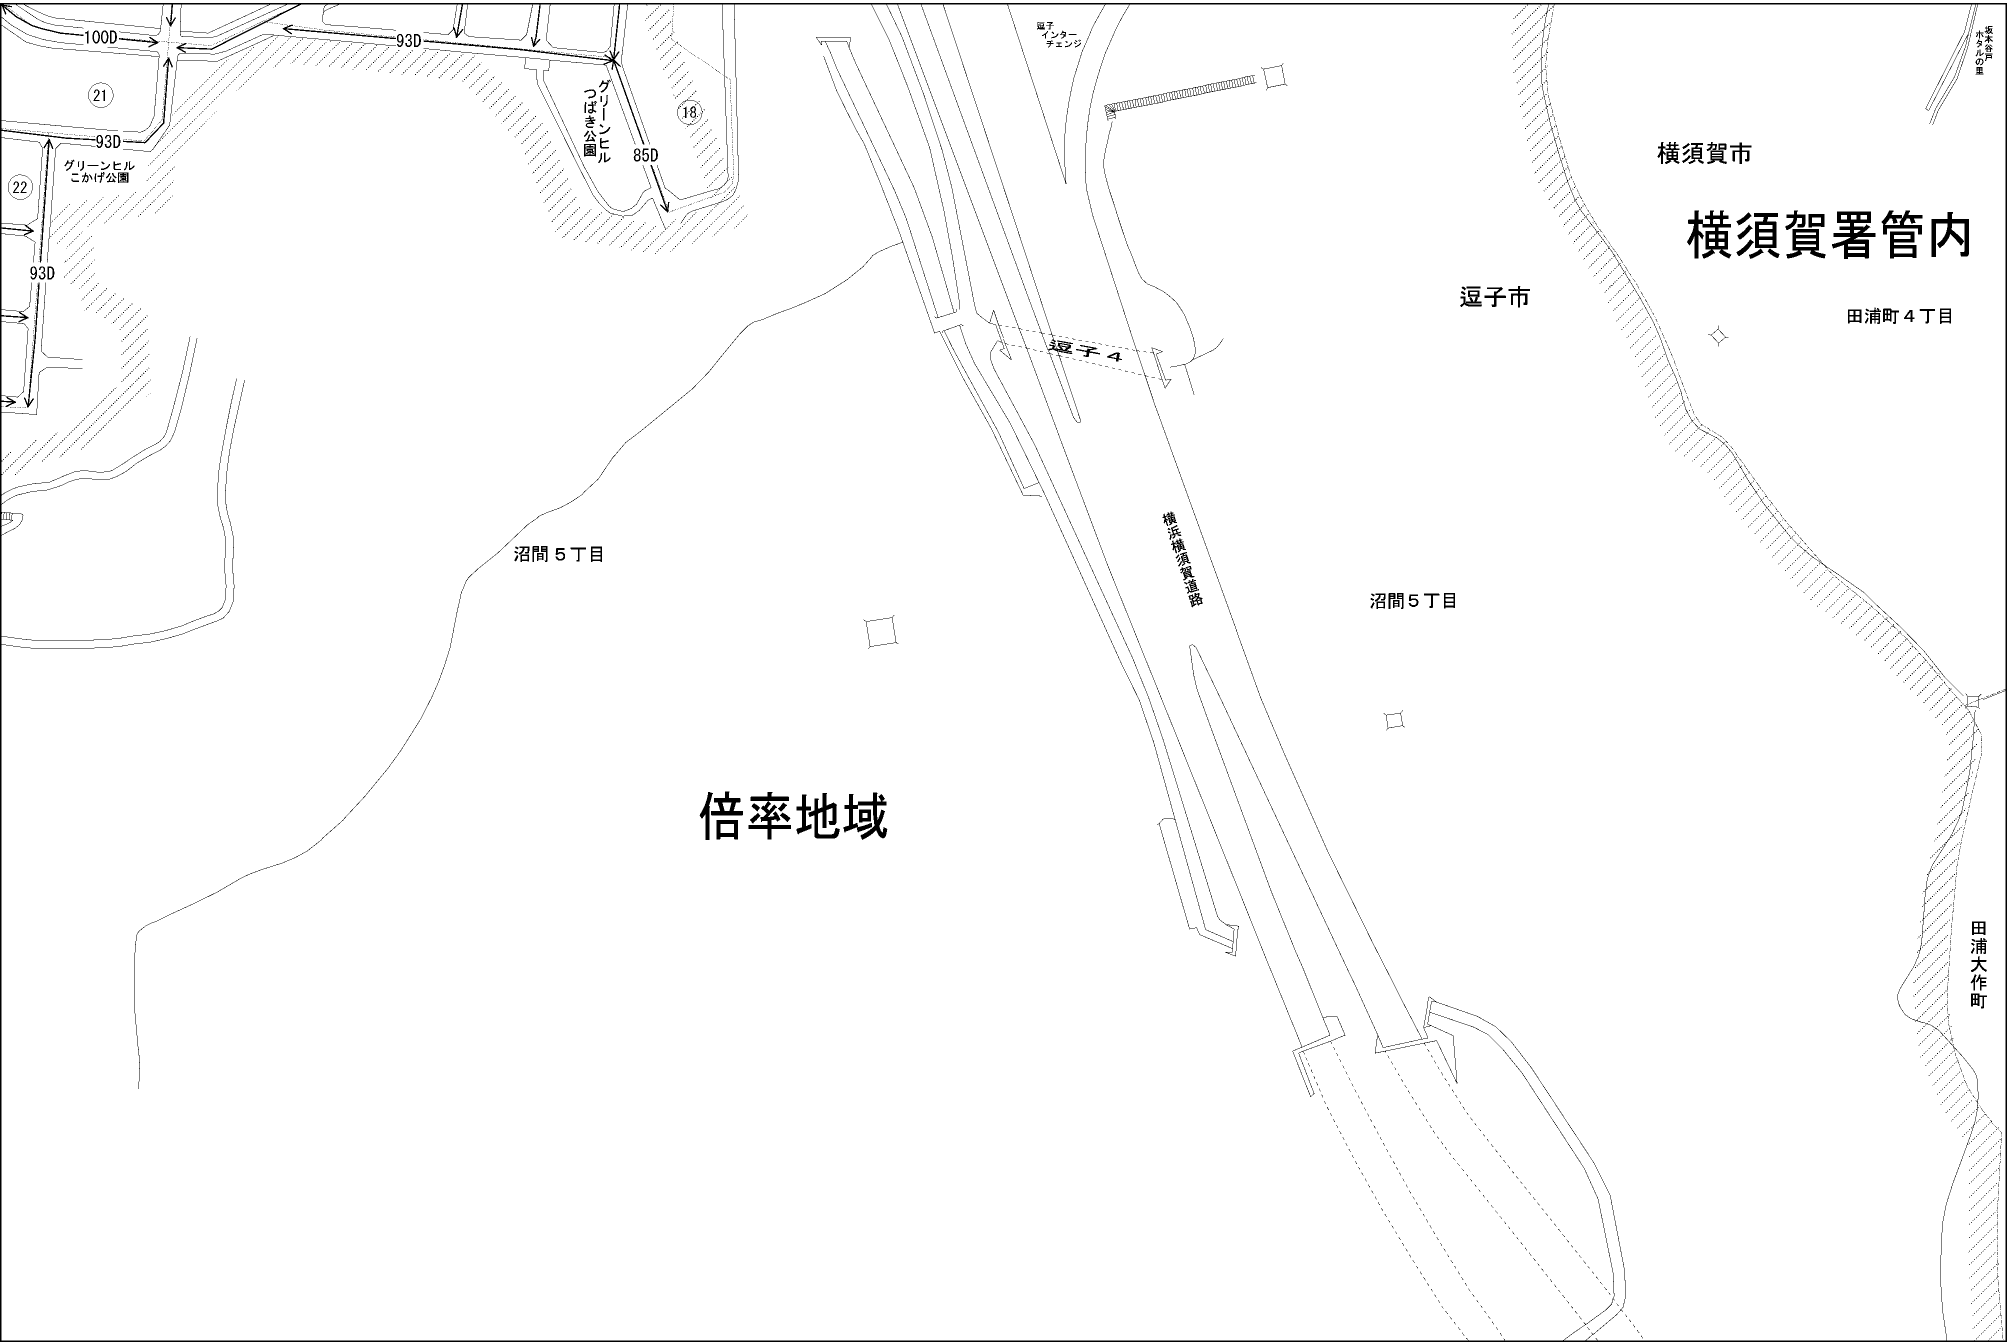 100D
93D
逗子
インター
チェンジ
坂本谷戸
ホタルの里
21
グリーンヒル
つばき公園
18
93D
85D
横須賀市
グリーンヒル
こかげ公園
22
横須賀署管内
93D
逗子市
田浦町4丁目
逗子4
横浜横須賀道路
沼間5丁目
沼間5丁目
倍率地域
田浦大作町